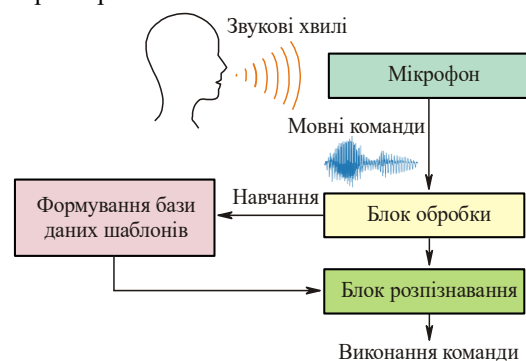 Звукові хвилі
Мікрофон
Мовні команди
Навчання
Формування бази
даних шаблонів
Блок обробки
Блок розпізнавання
Виконання команди